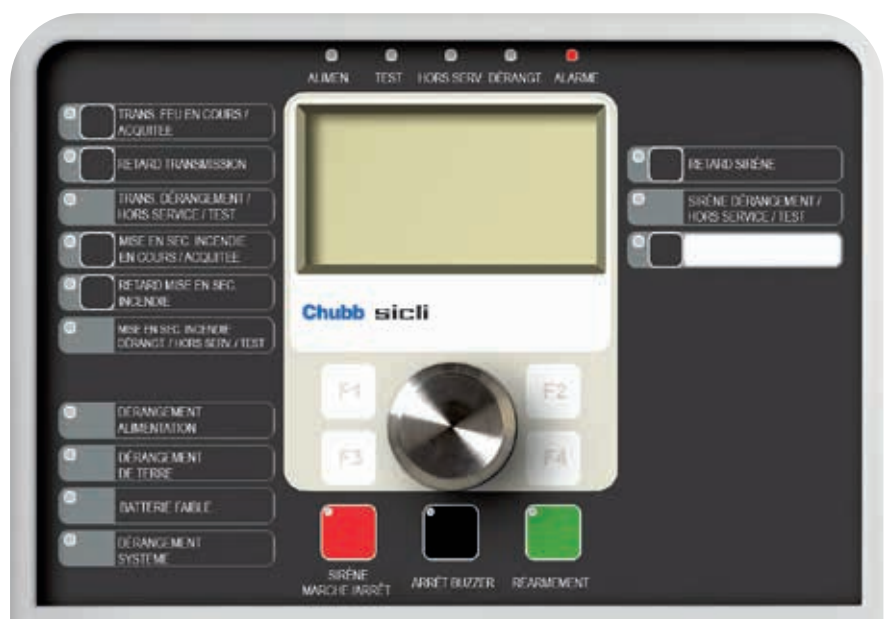 ALIMEN TEST HORS SERV. DÉRANGT. ALARME
TRANS. FEU EN COURS /
ACQUITEE
RETARD TRANSMISSION
TRANS. DÉRANGEMENT /
HORS SERVICE / TEST
MISE EN SEC. INCENDIE
EN COURS / ACQUITEE
RETARD MISE EN SEC.
INCENDIE
MISE EN SEC. INCENDIE
DÉRANGT. / HORS SERV. / TEST
DÉRANGEMENT
ALIMENTATION
DÉRANGEMENT
DE TERRE
BATTERIE FAIBLE
DÉRANGEMENT
SYSTEME
RETARD SIRÈNE
SIRÈNE DÉRANGEMENT /
HORS SERVICE / TEST
Chubb sicli
F1 F2
F3 F4
SIRÈNE
MARCHE /ARRÊT
ARRÊT BUZZER
RÉARMEMENT